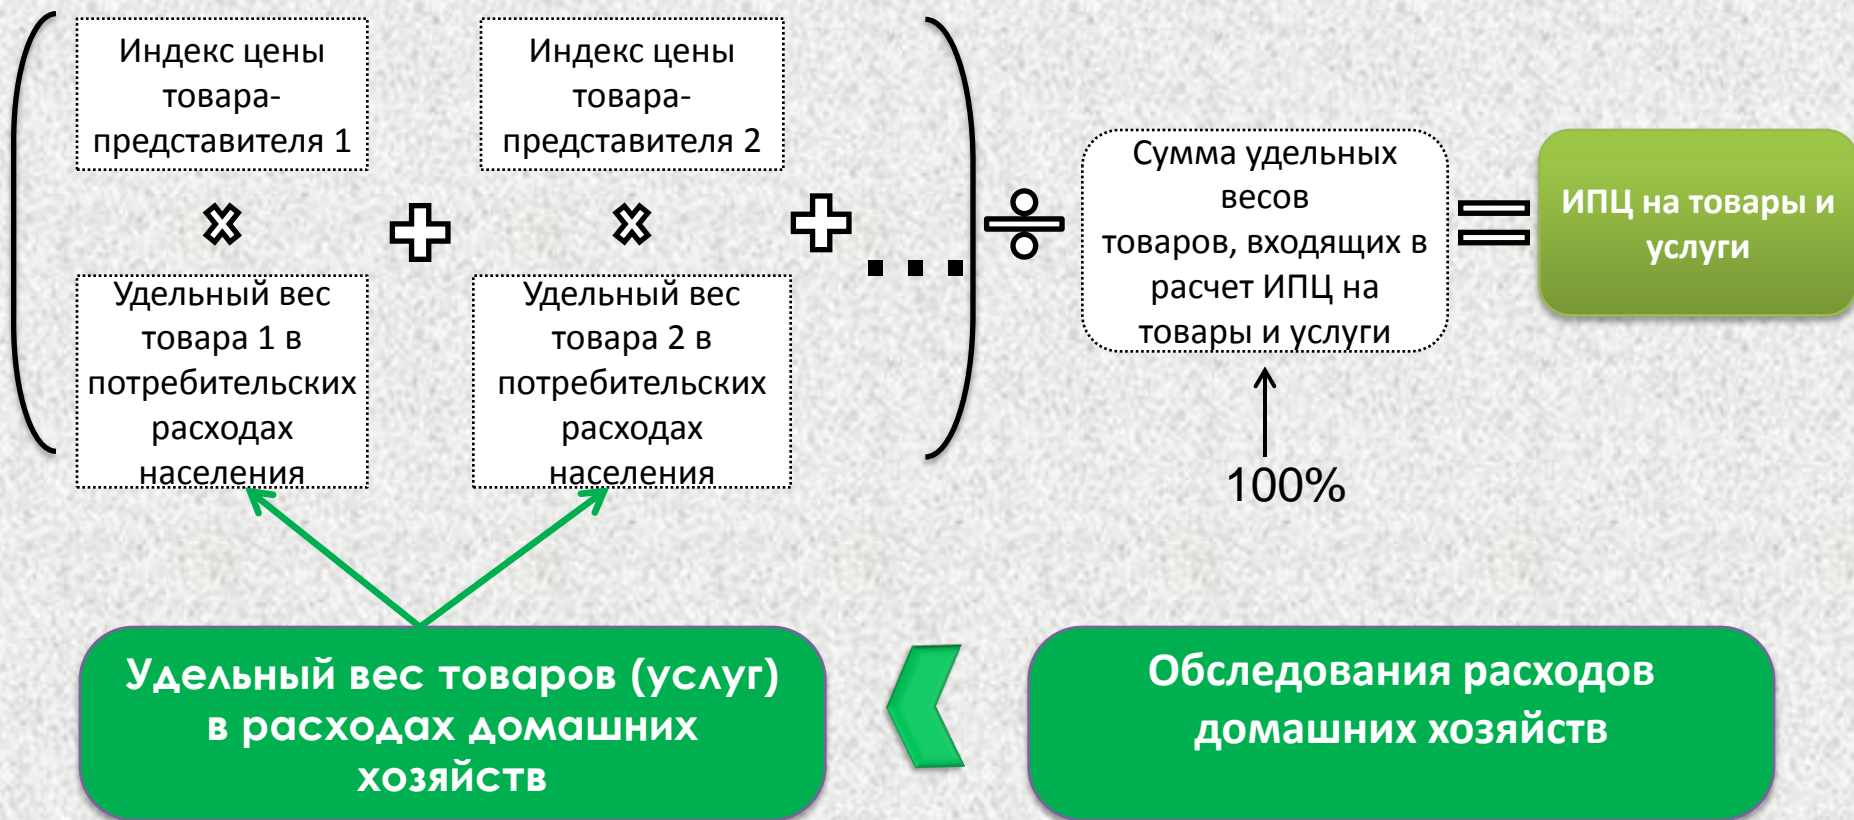 Индекс цены
товара-
представителя 1
Индекс цены
товара-
представителя 2
Удельный вес
товара 1 в
потребительских
расходах
населения
Удельный вес
товара 2 в
потребительских
расходах
населения
...
Сумма удельных
весов
товаров, входящих в
расчет ИПЦ на
товары и услуги
100%
ИПЦ на товары и
услуги
Удельный вес товаров (услуг)
в расходах домашних
хозяйств
Обследования расходов
домашних хозяйств